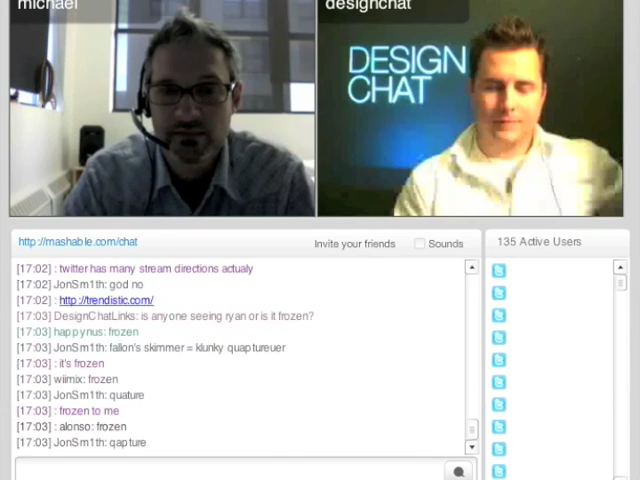 michael
designchat
DESIGN
CHAT
http://mashable.com/chat
Invite your friends
Sounds
135 Active Users
[17:02] : twitter has many stream directions actualy
[17:02] JonSm1th: god no
[17:02] : http://trendistic.com/
[17:03] DesignChatLinks: is anyone seeing ryan or is it frozen?
[17:03] happynus: frozen
[17:03] JonSm1th: fallon's skimmer = klunky quaptureuer
[17:03] : it's frozen
[17:03] wiimix: frozen
[17:03] JonSm1th: quature
[17:03] : frozen to me
[17:03] : alonso: frozen
[17:03] JonSm1th: qapture